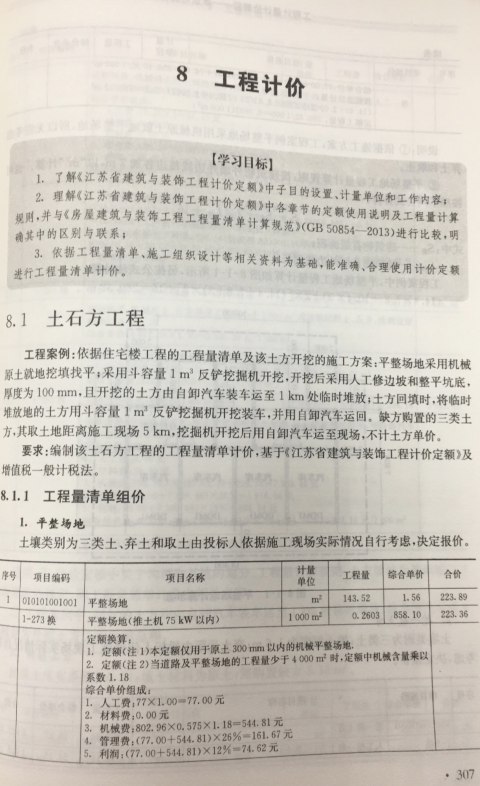 8 工程计价
【学习目标】
1. 了解《江苏省建筑与装饰工程计价定额》中子目的设置、计量单位和工作内容;
2. 理解《江苏省建筑与装饰工程计价定额》中各章节的定额使用说明及工程量计算
规则,并与《房屋建筑与装饰工程工程量清单计算规范》(GB 50854—2013)进行比较,明
确其中的区别与联系;
3. 依据工程量清单、施工组织设计等相关资料为基础,能准确、合理使用计价定额
进行工程量清单计价。
8.1 土石方工程
工程案例:依据住宅楼工程的工程量清单及该土方开挖的施工方案:平整场地采用机械
原土就地挖填找平;采用斗容量 1 m³ 反铲挖掘机开挖,开挖后采用人工修边坡和整平坑底,
厚度为 100 mm,且开挖的土方由自卸汽车装车运至 1 km 处临时堆放;土方回填时,将临时
堆放地的土方用斗容量 1 m³ 反铲挖掘机开挖装车,并用自卸汽车运回。缺方购置的三类土
方,其取土地距离施工现场 5 km,挖掘机开挖后用自卸汽车运至现场,不计土方单价。
要求:编制该土石方工程的工程量清单计价,基于《江苏省建筑与装饰工程计价定额》及
增值税一般计税法。
8.1.1 工程量清单组价
1. 平整场地
土壤类别为三类土、弃土和取土由投标人依据施工现场实际情况自行考虑,决定报价。
序号 项目编码 项目名称 计量单位 工程量 综合单价 合价
1 010101001001 平整场地 m² 143.52 1.56 223.89
1-273 换 平整场地(推土机 75 kW 以内) 1 000 m² 0.2603 858.10 223.36
定额换算:
1. 定额(注 1)本定额仅用于原土 300 mm 以内的机械平整场地.
2. 定额(注 2)当道路及平整场地的工程量少于 4 000 m² 时,定额中机械含量乘以
系数 1.18
综合单价组成:
1. 人工费:77×1.00=77.00 元
2. 材料费:0.00 元
3. 机械费:802.96×0.575×1.18=544.81 元
4. 管理费:(77.00+544.81)×26%=161.67 元
5. 利润:(77.00+544.81)×12%=74.62 元
· 307